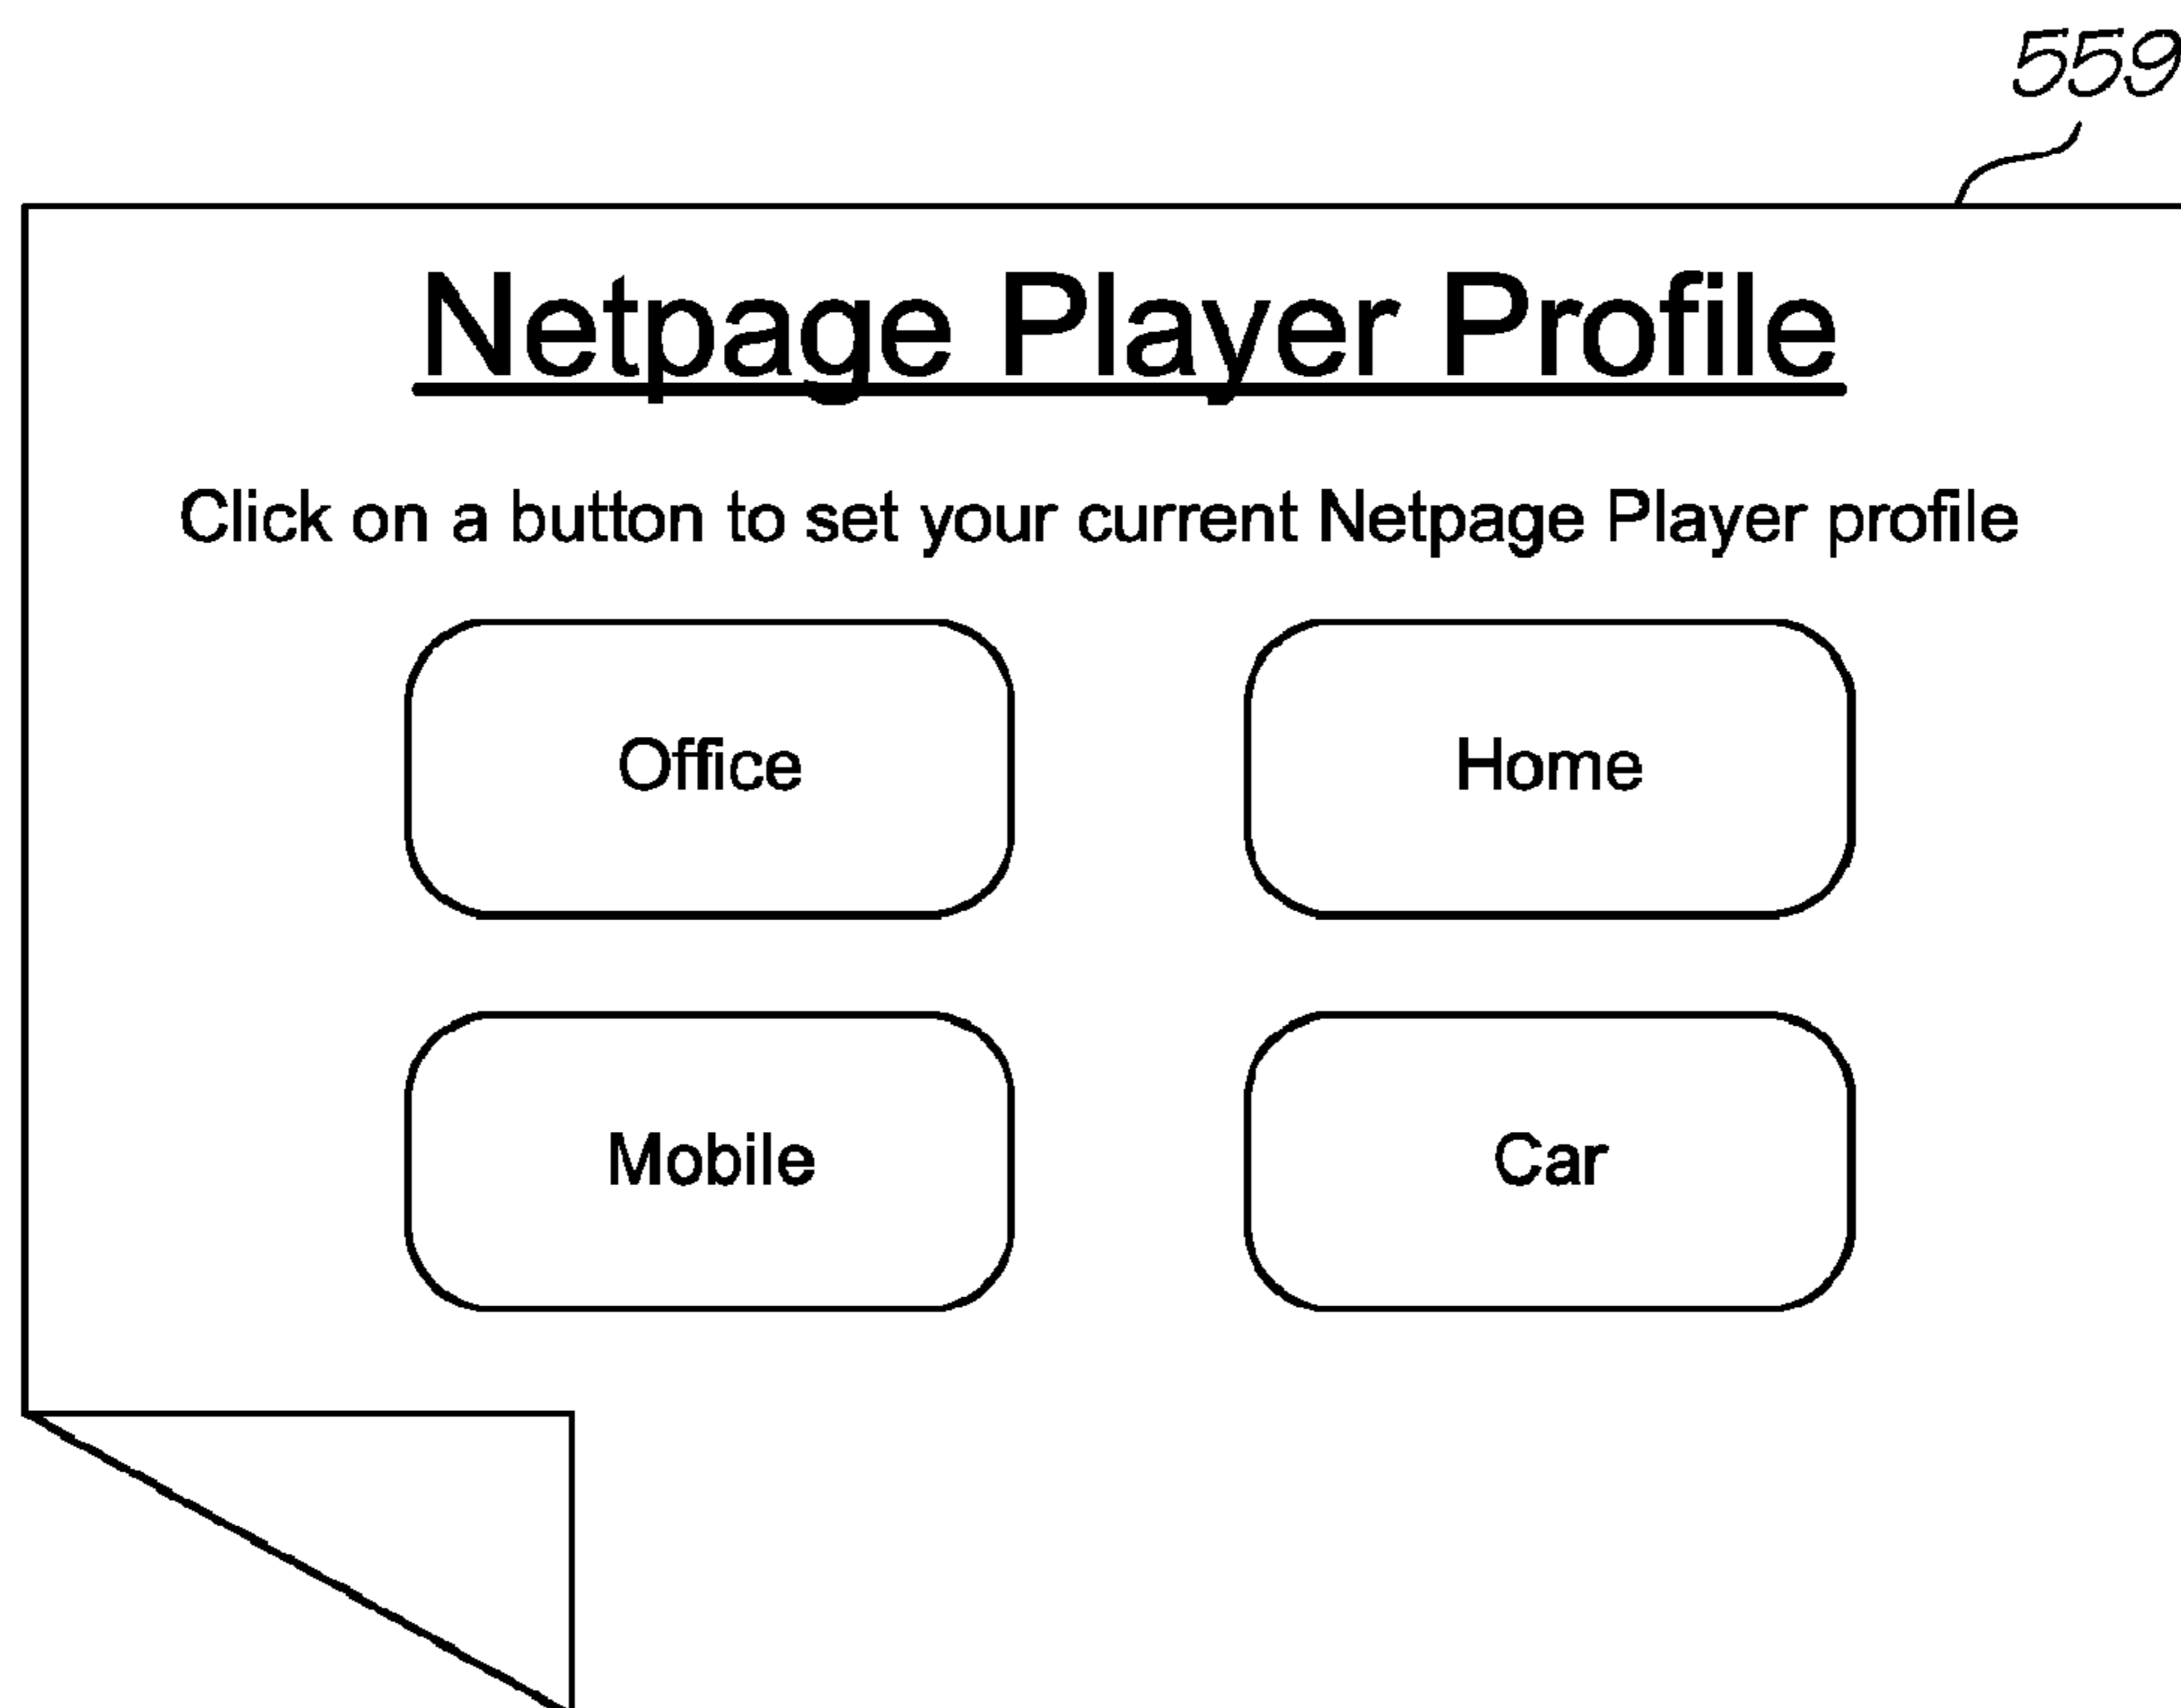 559
Netpage Player Profile
Click on a button to set your current Netpage Player profile
Office Home
Mobile Car